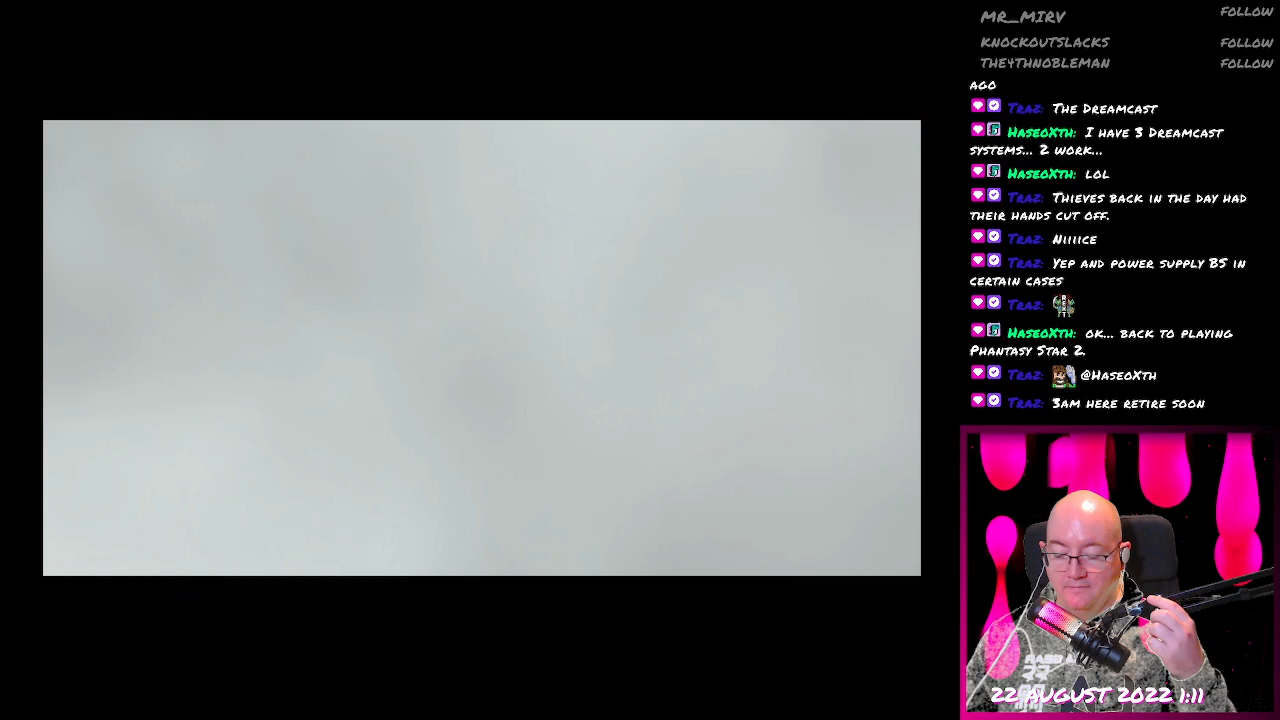 MR_MIRV FOLLOW
KNOCKOUTSLACKS FOLLOW
THE4THNOBLEMAN FOLLOW
AGO
TRAZ: THE DREAMCAST
HASEOXTH: I HAVE 3 DREAMCAST
SYSTEMS... 2 WORK...
HASEOXTH: LOL
TRAZ: THIEVES BACK IN THE DAY HAD
THEIR HANDS CUT OFF.
TRAZ: NIIIICE
TRAZ: YEP AND POWER SUPPLY BS IN
CERTAIN CASES
TRAZ:
HASEOXTH: OK... BACK TO PLAYING
PHANTASY STAR 2.
TRAZ: @HASEOXTH
TRAZ: 3AM HERE RETIRE SOON
22 AUGUST 2022 1:11